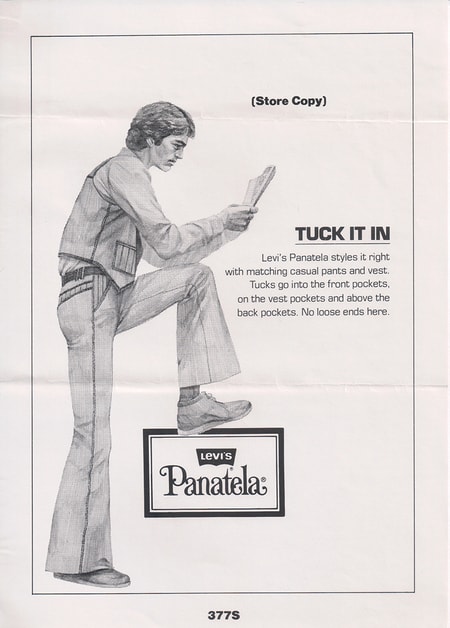 (Store Copy)
TUCK IT IN
Levi's Panatela styles it right
with matching casual pants and vest.
Tucks go into the front pockets,
on the vest pockets and above the
back pockets. No loose ends here.
LEVI'S
®
Panatela®
377S